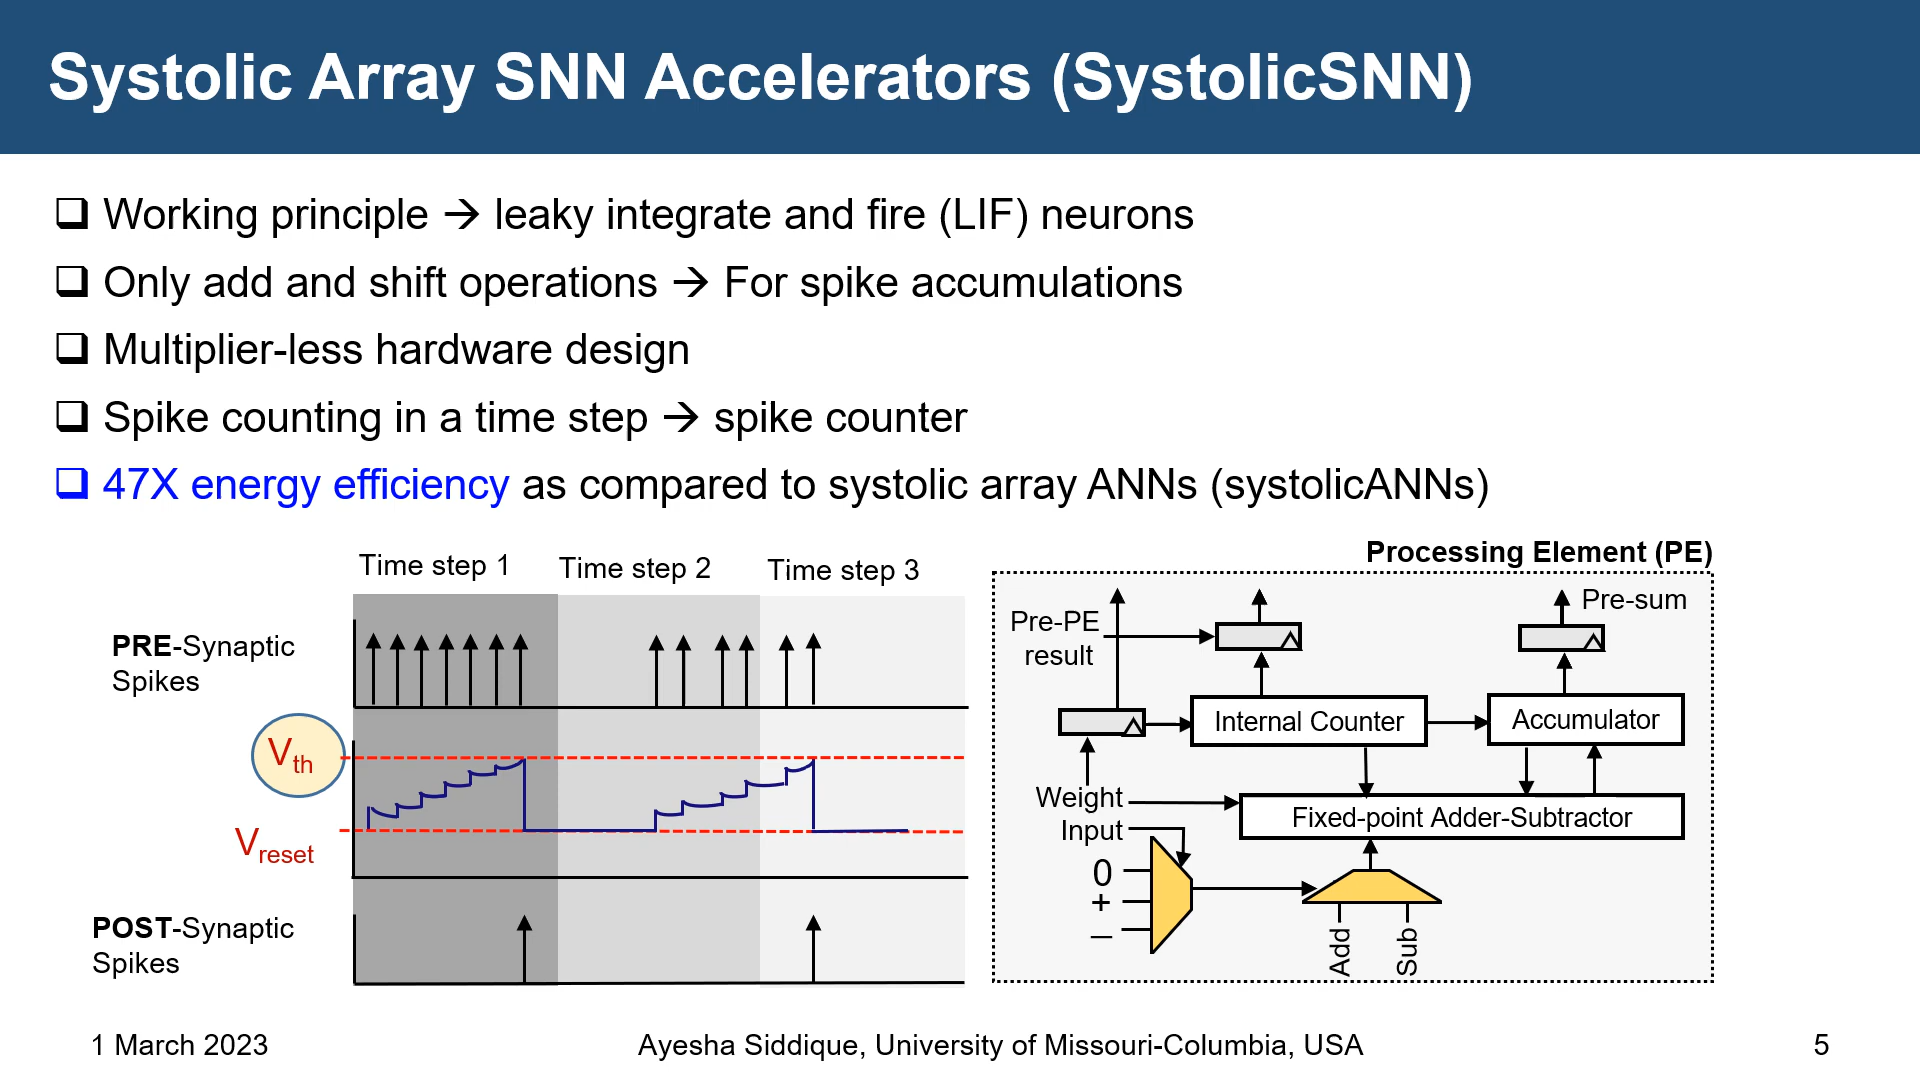 Systolic Array SNN Accelerators (SystolicSNN)
❑ Working principle → leaky integrate and fire (LIF) neurons
❑ Only add and shift operations → For spike accumulations
❑ Multiplier-less hardware design
❑ Spike counting in a time step → spike counter
❑ 47X energy efficiency as compared to systolic array ANNs (systolicANNs)
Time step 1
Time step 2
Time step 3
PRE-Synaptic
Spikes
Vth
Vreset
POST-Synaptic
Spikes
Processing Element (PE)
Pre-PE
result
Pre-sum
Internal Counter
Accumulator
Weight
Input
Fixed-point Adder-Subtractor
0
+
–
Add
Sub
1 March 2023
Ayesha Siddique, University of Missouri-Columbia, USA
5